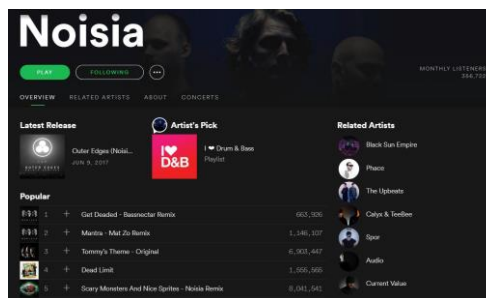 Noisia
PLAY
FOLLOWING
MONTHLY LISTENERS
OVERVIEW
RELATED ARTISTS
ABOUT
CONCERTS
Latest Release
Outer Edges (Noisi...
JUN 9, 2017
Artist's Pick
I ❤ D&B
I ❤ Drum & Bass
Playlist
Related Artists
Black Sun Empire
Phace
The Upbeats
Calyx & TeeBee
Spor
Audio
Current Value
Popular
1 + Get Deaded - Bassnecter Remix 663,926
2 + Mantra - Mat Zo Remix 1,146,107
3 + Tommy's Theme - Original 6,903,447
4 + Dead Limit 1,555,565
5 + Scary Monsters And Nice Sprites - Noisia Remix 8,041,541